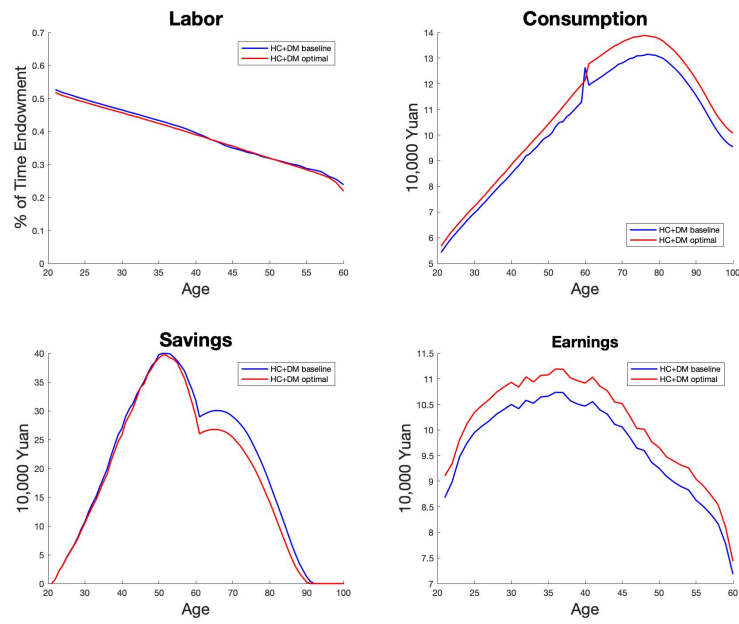 Labor
% of Time Endowment
0.7
0.6
0.5
0.4
0.3
0.2
0.1
0
20 25 30 35 40 45 50 55 60
Age
HC+DM baseline
HC+DM optimal
Consumption
10,000 Yuan
14
13
12
11
10
9
8
7
6
5
20 30 40 50 60 70 80 90 100
Age
HC+DM baseline
HC+DM optimal
Savings
10,000 Yuan
40
35
30
25
20
15
10
5
0
20 30 40 50 60 70 80 90 100
Age
HC+DM baseline
HC+DM optimal
Earnings
10,000 Yuan
11.5
11
10.5
10
9.5
9
8.5
8
7.5
7
20 25 30 35 40 45 50 55 60
Age
HC+DM baseline
HC+DM optimal